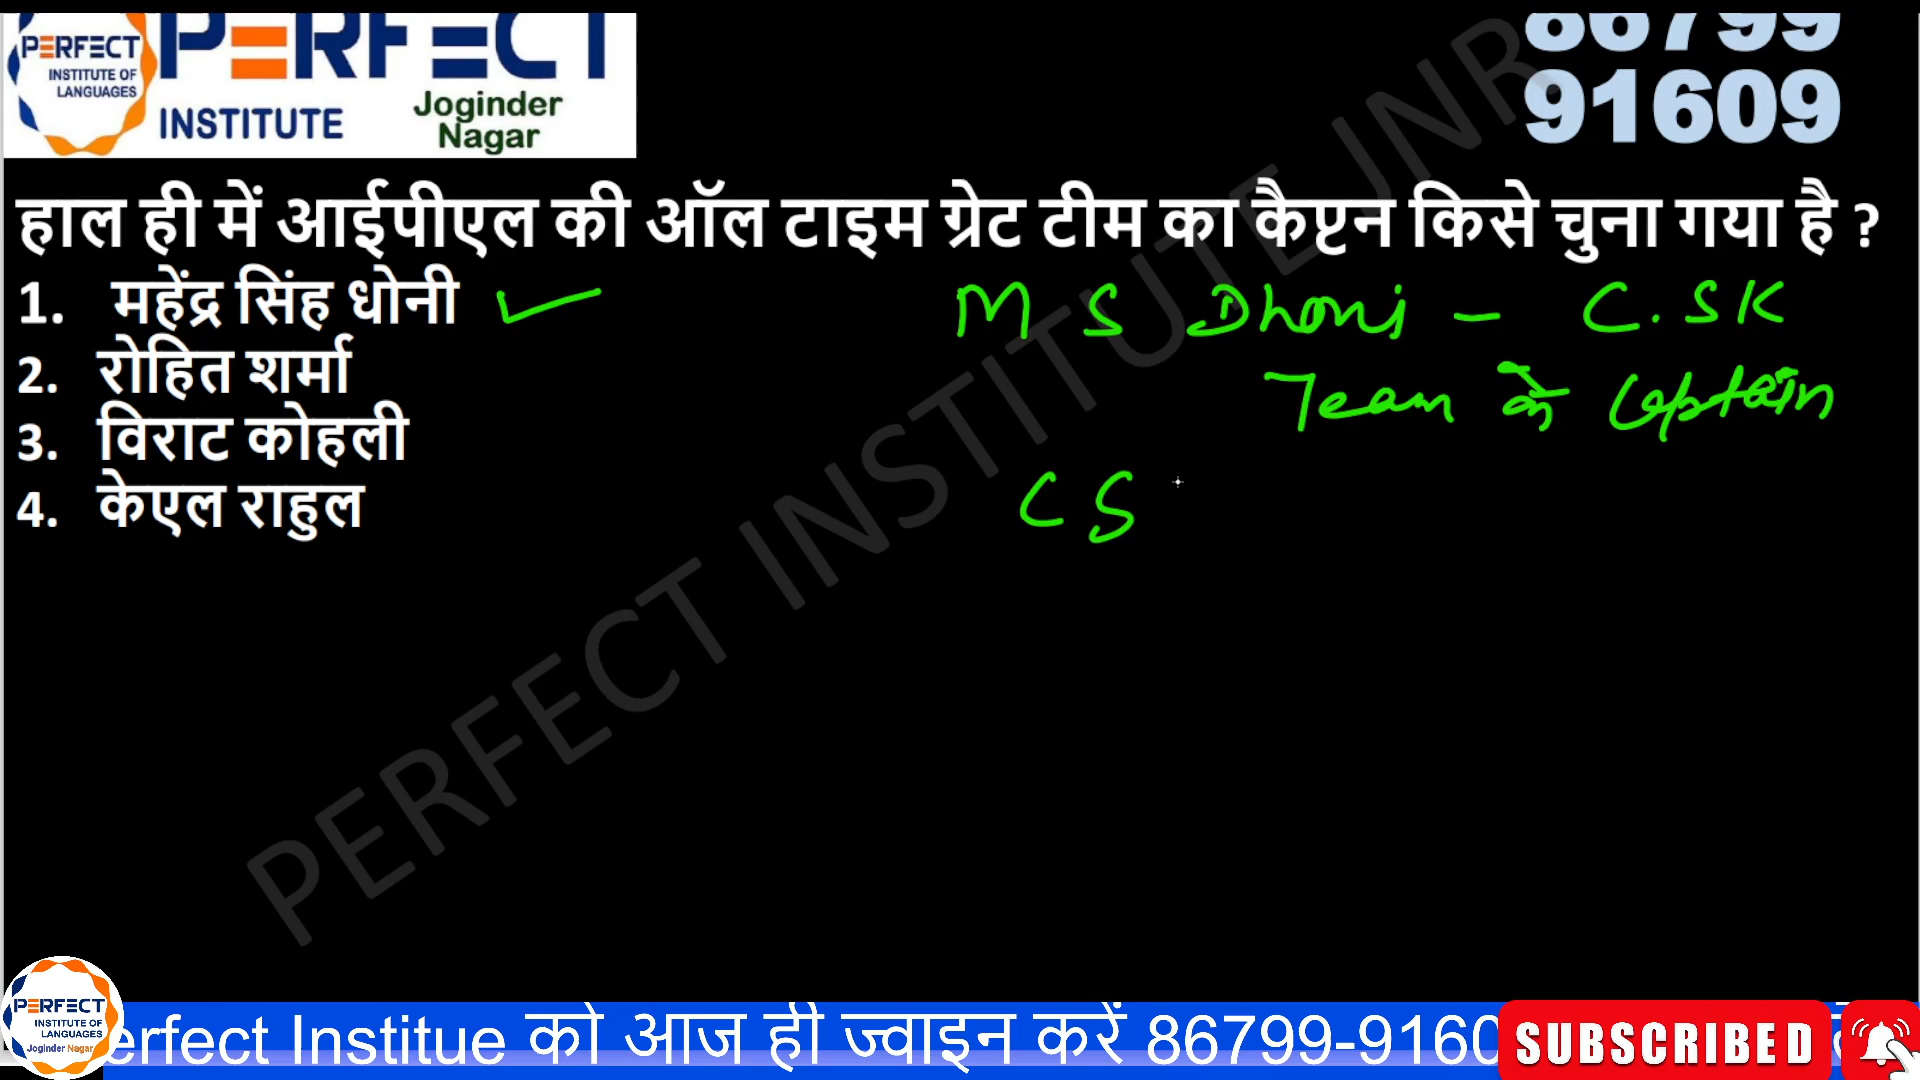 PERFECT
INSTITUTE OF
LANGUAGES
PERFECT
INSTITUTE
Joginder
Nagar
86799
91609
हाल ही में आईपीएल की ऑल टाइम ग्रेट टीम का कैप्टन किसे चुना गया है ?
1. महेंद्र सिंह धोनी
M S Dhoni - C.SK
2. रोहित शर्मा
Team के Captain
3. विराट कोहली
4. केएल राहुल
C S
PERFECT INSTITUTE JNR
PERFECT
INSTITUTE OF
LANGUAGES
Joginder Nagar
erfect Institue को आज ही ज्वाइन करें 86799-9160
SUBSCRIBED